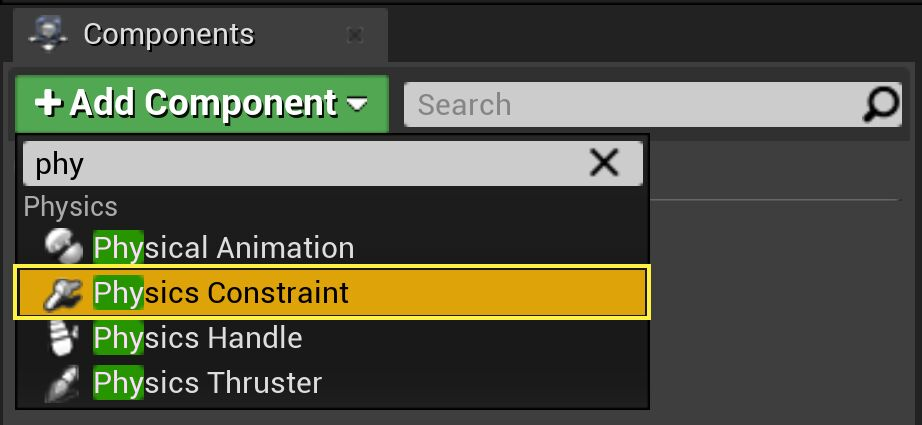 Components
Add Component
Search
phy
Physics
Physical Animation
Physics Constraint
Physics Handle
Physics Thruster